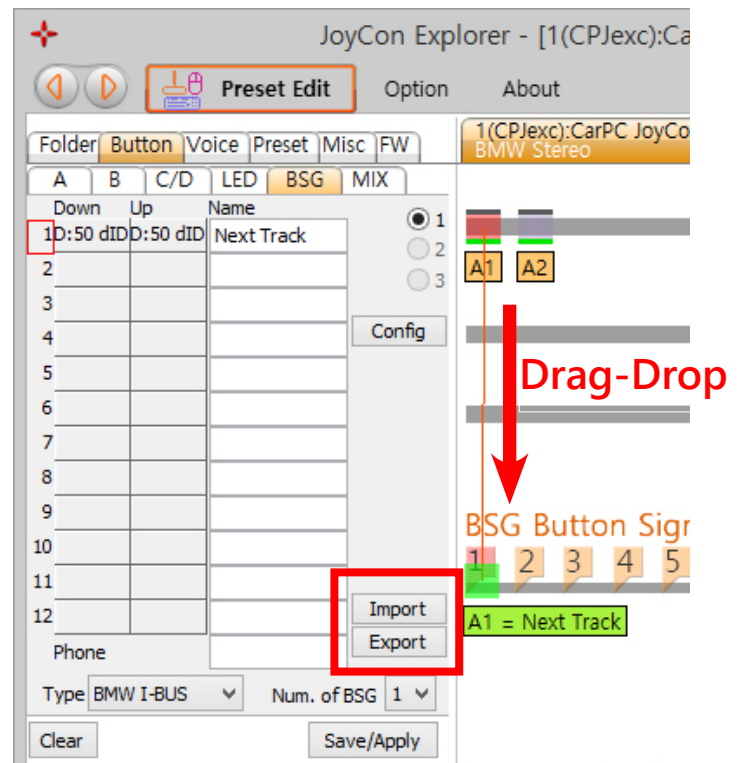 JoyCon Explorer - [1(CPJexc):Ca
Preset Edit Option About
Folder Button Voice Preset Misc FW
1(CPJexc):CarPC JoyCo
BMW Stereo
A B C/D LED BSG MIX
Down Up Name
1 D:50 dID D:50 dID Next Track
1
2
3
2
3
4
5
6
7
8
9
10
11
12
Config
Import
Export
Phone
Type BMW I-BUS Num. of BSG 1
Clear Save/Apply
A1 A2
Drag-Drop
BSG Button Sigr
1 2 3 4 5
A1 = Next Track